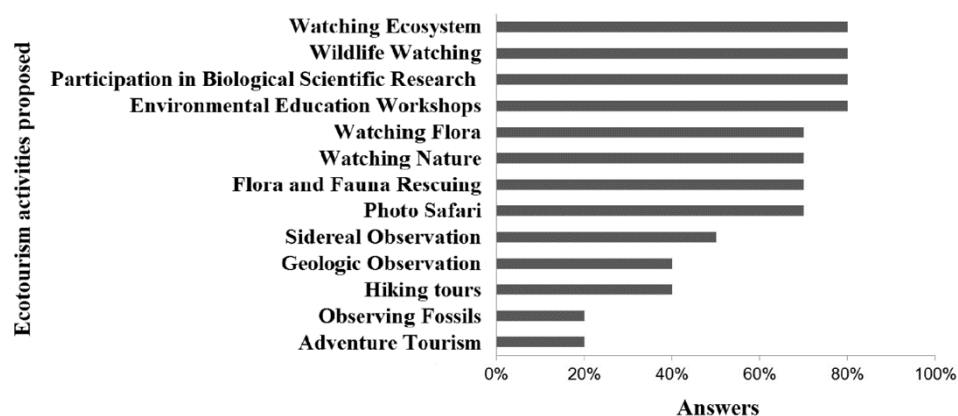 Ecotourism activities proposed
Watching Ecosystem
Wildlife Watching
Participation in Biological Scientific Research
Environmental Education Workshops
Watching Flora
Watching Nature
Flora and Fauna Rescuing
Photo Safari
Sidereal Observation
Geologic Observation
Hiking tours
Observing Fossils
Adventure Tourism
0% 20% 40% 60% 80% 100%
Answers